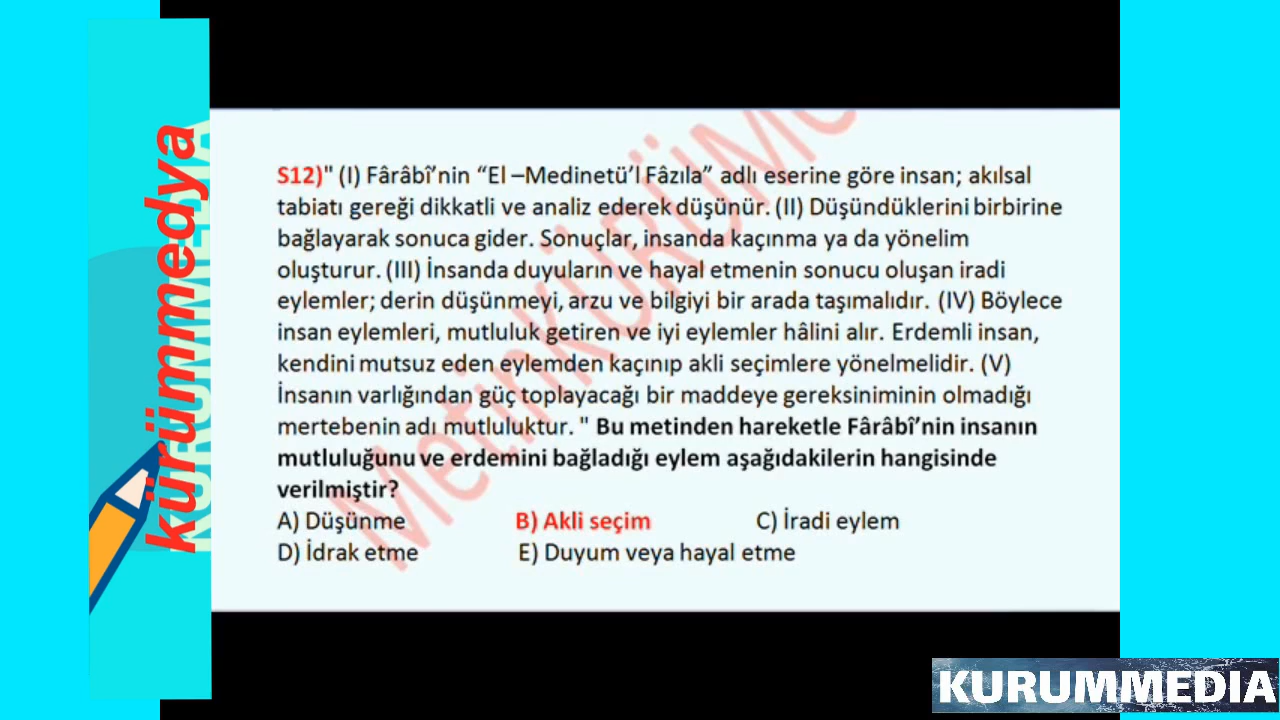 S12)" (I) Fârâbî’nin “El –Medinetü’l Fâzıla” adlı eserine göre insan; akılsal
tabiatı gereği dikkatli ve analiz ederek düşünür. (II) Düşündüklerini birbirine
bağlayarak sonuca gider. Sonuçlar, insanda kaçınma ya da yönelim
oluşturur. (III) İnsanda duyuların ve hayal etmenin sonucu oluşan iradi
eylemler; derin düşünmeyi, arzu ve bilgiyi bir arada taşımalıdır. (IV) Böylece
insan eylemleri, mutluluk getiren ve iyi eylemler hâlini alır. Erdemli insan,
kendini mutsuz eden eylemden kaçınıp akli seçimlere yönelmelidir. (V)
İnsanın varlığından güç toplayacağı bir maddeye gereksiniminin olmadığı
mertebenin adı mutluluktur. " Bu metinden hareketle Fârâbî’nin insanın
mutluluğunu ve erdemini bağladığı eylem aşağıdakilerin hangisinde
verilmiştir?
A) Düşünme B) Akli seçim C) İradi eylem
D) İdrak etme E) Duyum veya hayal etme
MetinKÜRÜM
kürümmedya
KURUMMEDIA
KURUMMEDIA